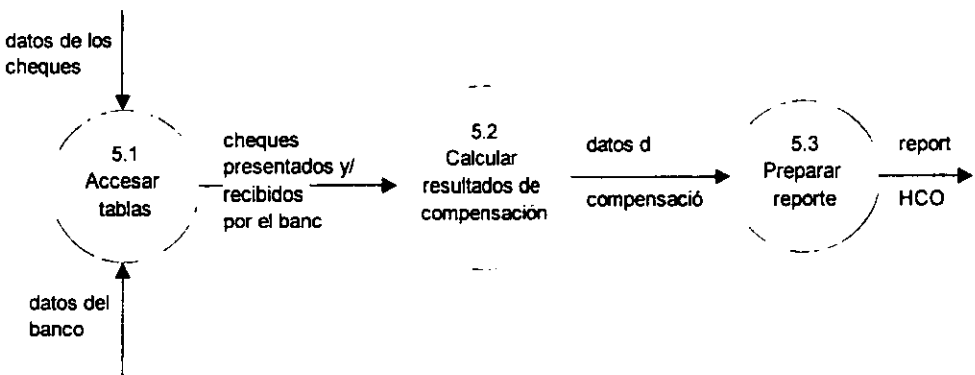 datos de los
cheques
5.1
Accesar
tablas
cheques
presentados y/
recibidos
por el banc
5.2
Calcular
resultados de
compensación
datos d
compensació
5.3
Preparar
reporte
report
HCO
datos del
banco